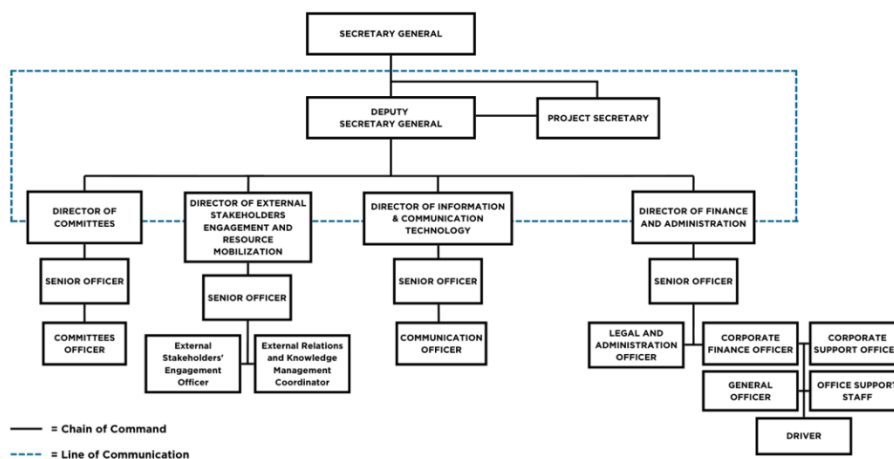 SECRETARY GENERAL
DEPUTY
SECRETARY GENERAL
PROJECT SECRETARY
DIRECTOR OF
COMMITTEES
DIRECTOR OF EXTERNAL
STAKEHOLDERS
ENGAGEMENT AND
RESOURCE
MOBILIZATION
DIRECTOR OF INFORMATION
& COMMUNICATION
TECHNOLOGY
DIRECTOR OF FINANCE
AND ADMINISTRATION
SENIOR OFFICER
SENIOR OFFICER
SENIOR OFFICER
SENIOR OFFICER
COMMITTEES
OFFICER
External
Stakeholders'
Engagement
Officer
External Relations
and Knowledge
Management
Coordinator
COMMUNICATION
OFFICER
LEGAL AND
ADMINISTRATION
OFFICER
CORPORATE
FINANCE OFFICER
CORPORATE
SUPPORT OFFICER
GENERAL
OFFICER
OFFICE SUPPORT
STAFF
DRIVER
= Chain of Command
= Line of Communication